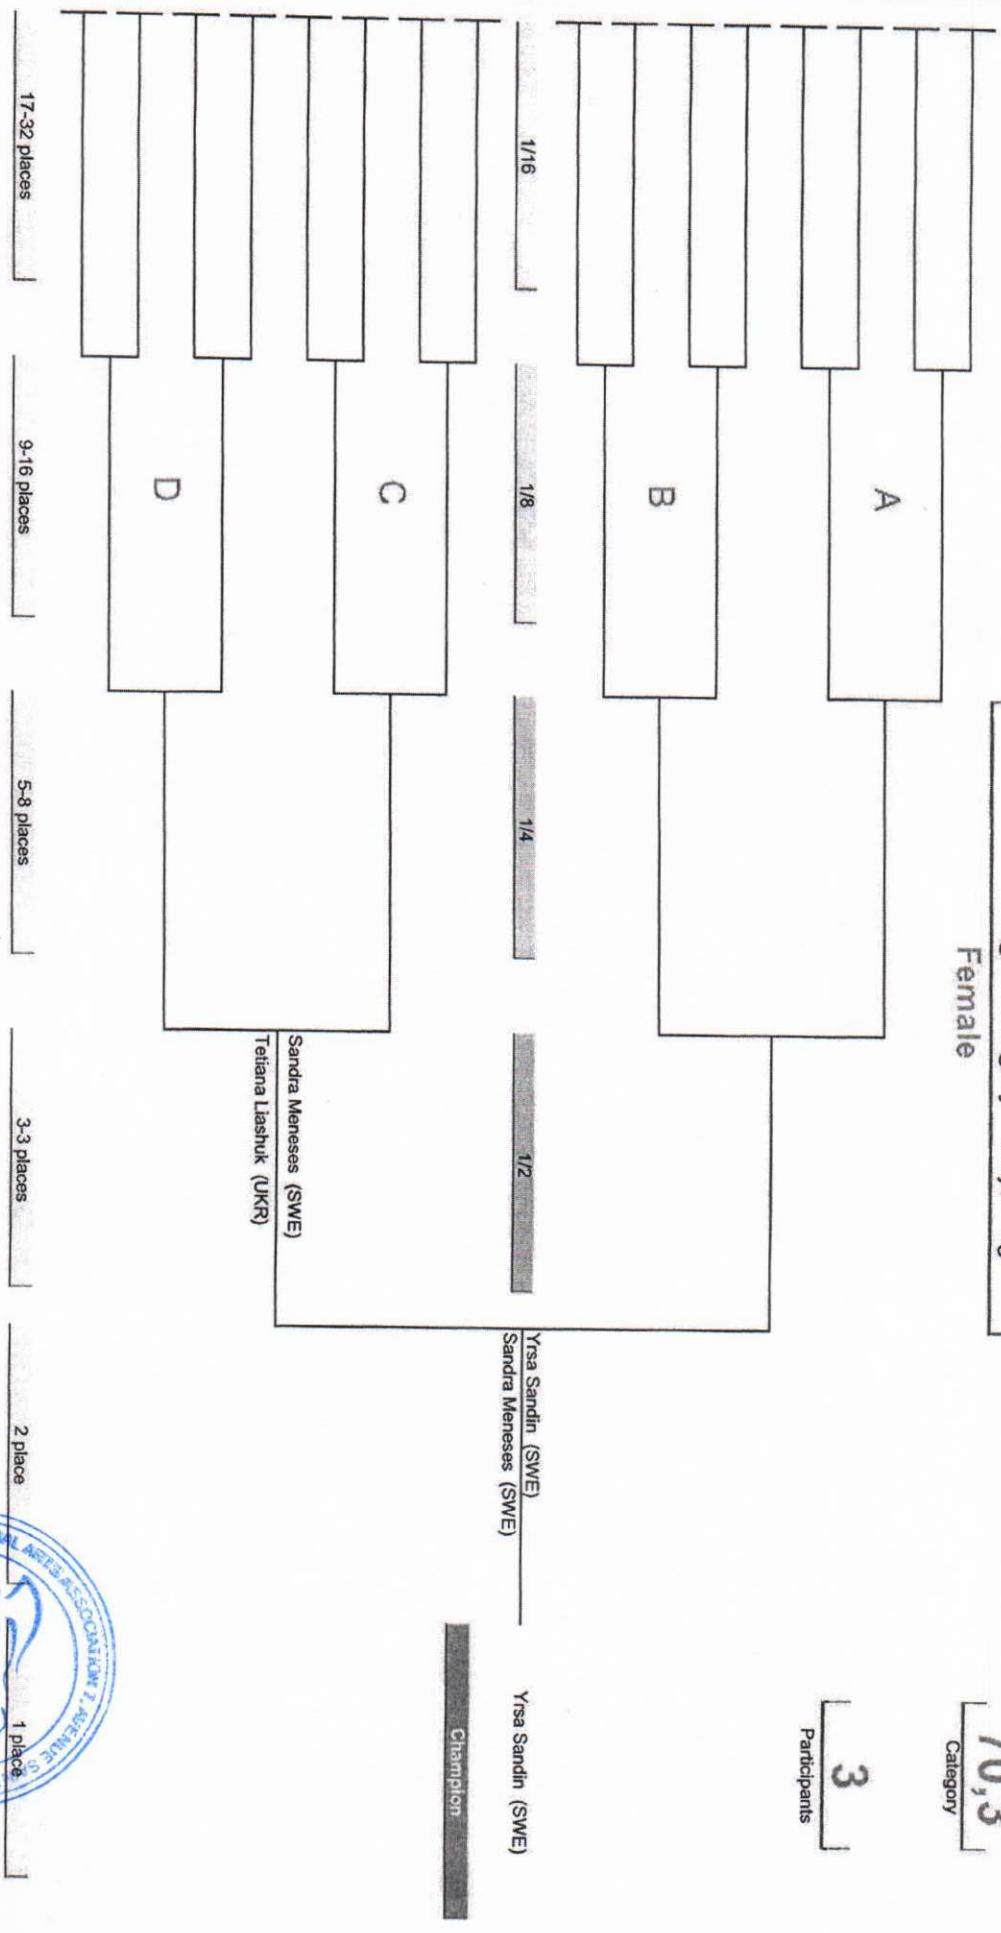 Female
70,3
Category
3
Participants
A
B
1/16
1/8
1/4
1/2
Yrsa Sandin (SWE)
Sandra Meneses (SWE)
Yrsa Sandin (SWE)
Champion
C
D
Sandra Meneses (SWE)
Tetiana Liashuk (UKR)
17-32 places
9-16 places
5-8 places
3-3 places
2 place
1 place
ARTS ASSOCIATION